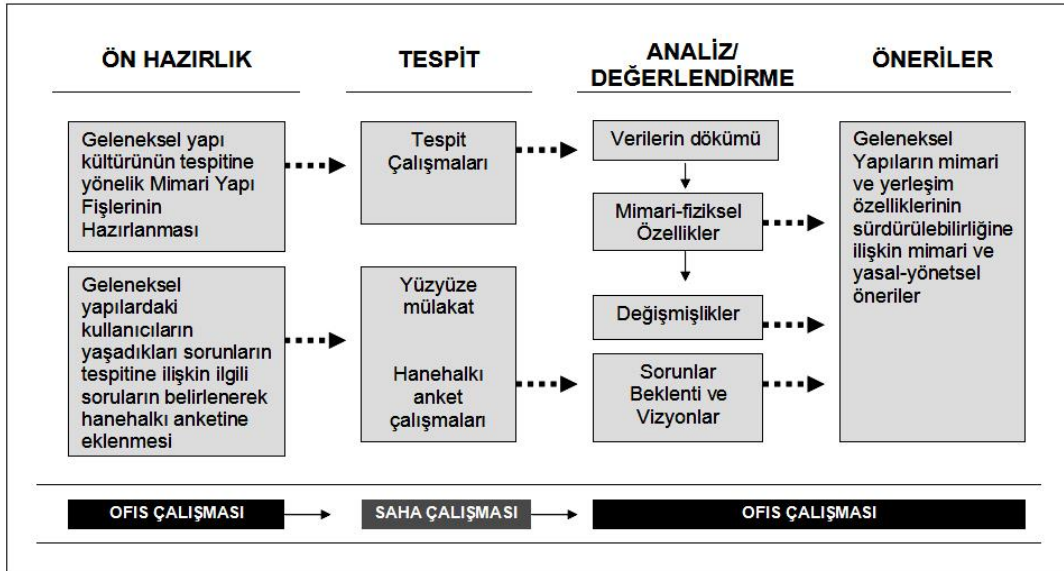 ÖN HAZIRLIK
TESPİT
ANALİZ/
DEĞERLENDİRME
ÖNERİLER
Geleneksel yapı
kültürünün tespitine
yönelik Mimari Yapı
Fişlerinin
Hazırlanması
Tespit
Çalışmaları
Verilerin dökümü
Mimari-fiziksel
Özellikler
Geleneksel
Yapıların mimari
ve yerleşim
özelliklerinin
sürdürülebilirliğine
ilişkin mimari ve
yasal-yönetsel
öneriler
Geleneksel
yapılardaki
kullanıcıların
yaşadıkları sorunların
tespitine ilişkin ilgili
soruların belirlenerek
hanehalkı anketine
eklenmesi
Yüzyüze
mülakat
Hanehalkı
anket
çalışmaları
Değişmişlikler
Sorunlar
Beklenti ve
Vizyonlar
OFIS ÇALIŞMASI
SAHA ÇALIŞMASI
OFIS ÇALIŞMASI